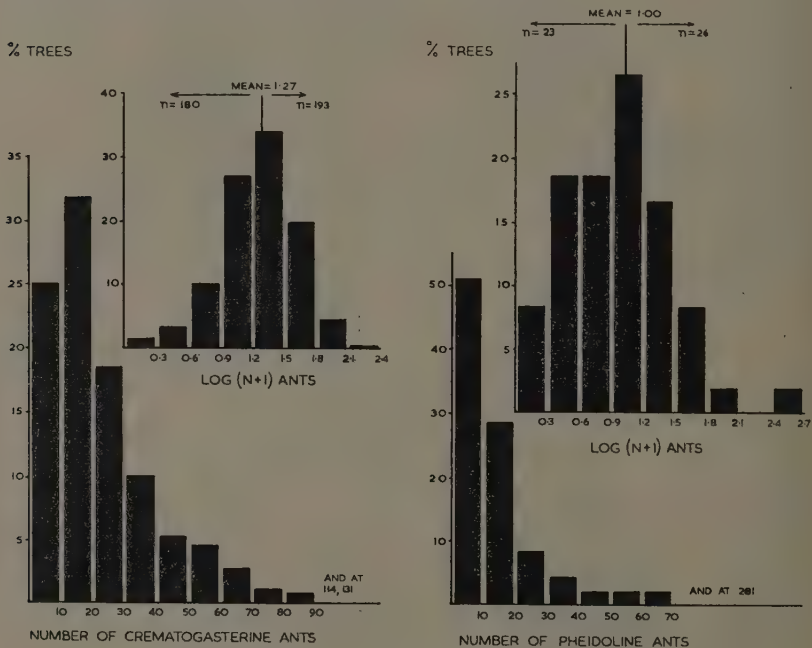 % TREES
MEAN = 1·27
n = 180
n = 193
40
30
20
10
0·3 0·6 0·9 1·2 1·5 1·8 2·1 2·4
LOG (N+1) ANTS
35
30
25
20
15
10
5
AND AT
114, 131
10 20 30 40 50 60 70 80 90
NUMBER OF CREMATOGASTERINE ANTS
% TREES
MEAN = 1·00
n = 23
n = 26
25
20
15
10
5
0·3 0·6 0·9 1·2 1·5 1·8 2·1 2·4 2·7
LOG (N+1) ANTS
50
40
30
20
10
AND AT 281
10 20 30 40 50 60 70
NUMBER OF PHEIDOLINE ANTS